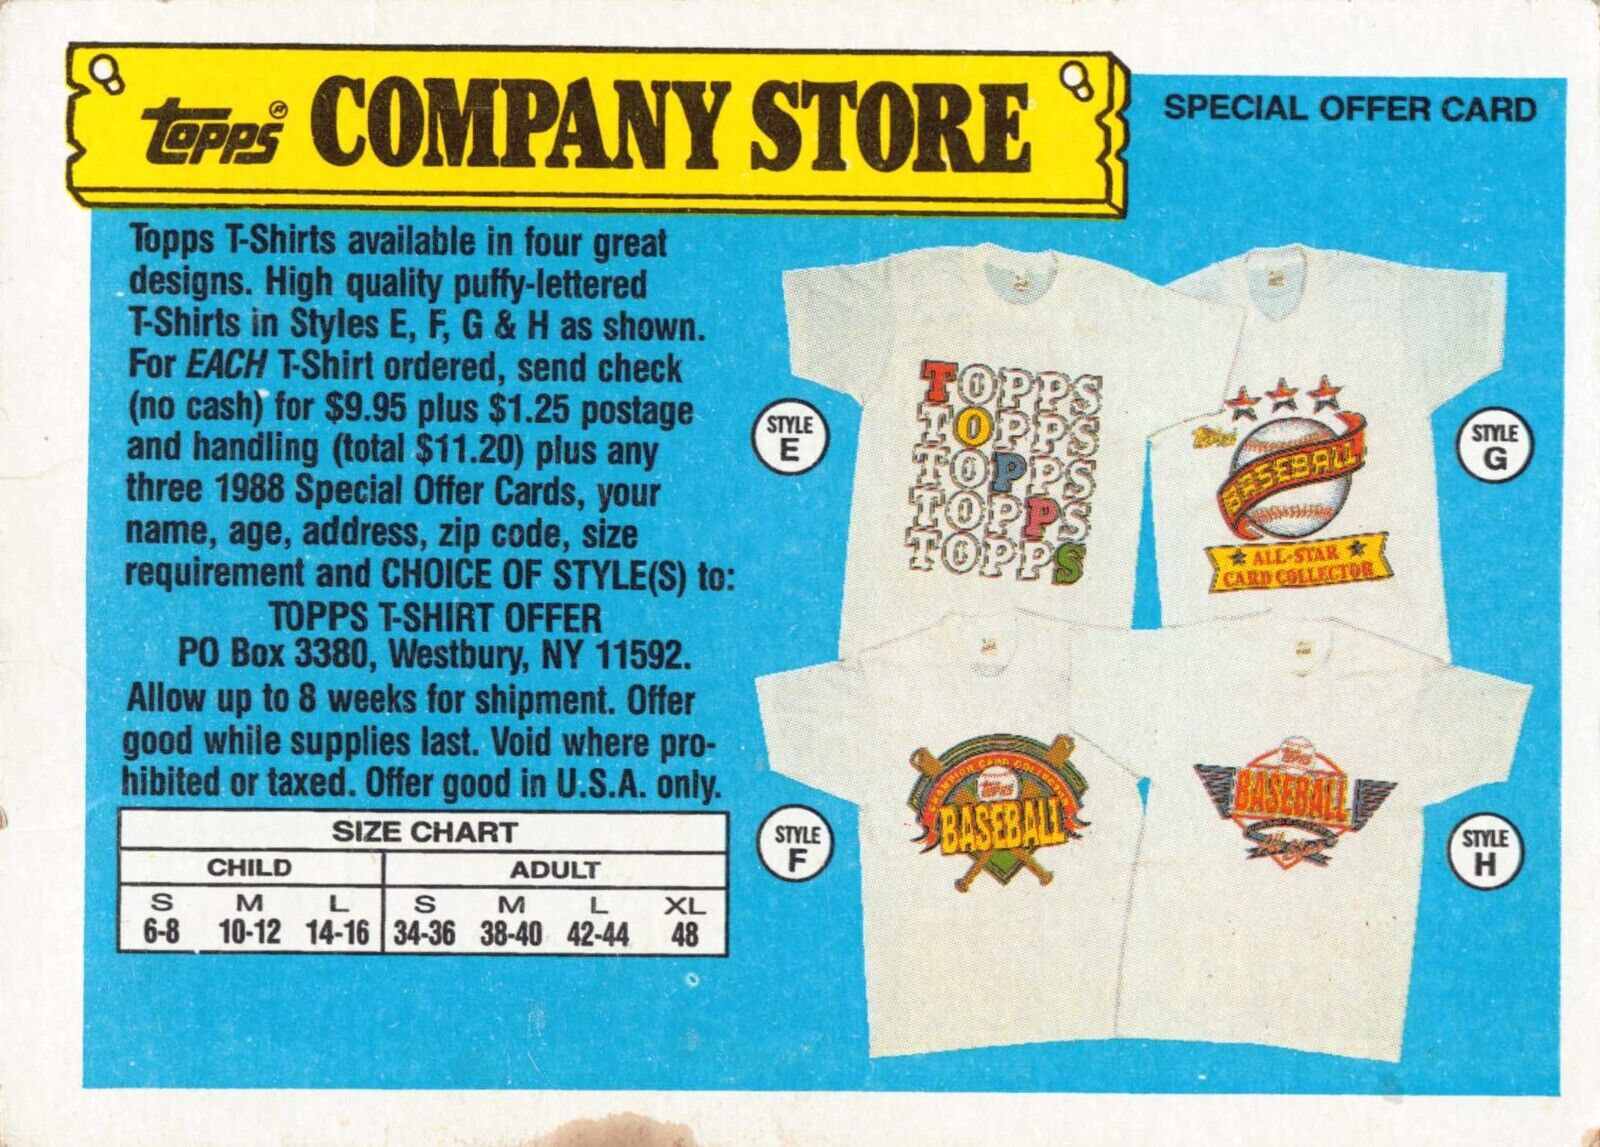 topps® COMPANY STORE
SPECIAL OFFER CARD
Topps T-Shirts available in four great
designs. High quality puffy-lettered
T-Shirts in Styles E, F, G & H as shown.
For EACH T-Shirt ordered, send check
(no cash) for $9.95 plus $1.25 postage
and handling (total $11.20) plus any
three 1988 Special Offer Cards, your
name, age, address, zip code, size
requirement and CHOICE OF STYLE(S) to:
TOPPS T-SHIRT OFFER
PO Box 3380, Westbury, NY 11592.
Allow up to 8 weeks for shipment. Offer
good while supplies last. Void where pro-
hibited or taxed. Offer good in U.S.A. only.
SIZE CHART
CHILD ADULT
S M L S M L XL
6-8 10-12 14-16 34-36 38-40 42-44 48
STYLE
E
TOPPS
TOPPS
TOPPS
TOPPS
TOPPS
STYLE
G
Topps
BASEBALL
ALL-STAR
CARD COLLECTOR
STYLE
F
CHAMPION CARD COLLECTOR
Topps
BASEBALL
STYLE
H
Topps
BASEBALL